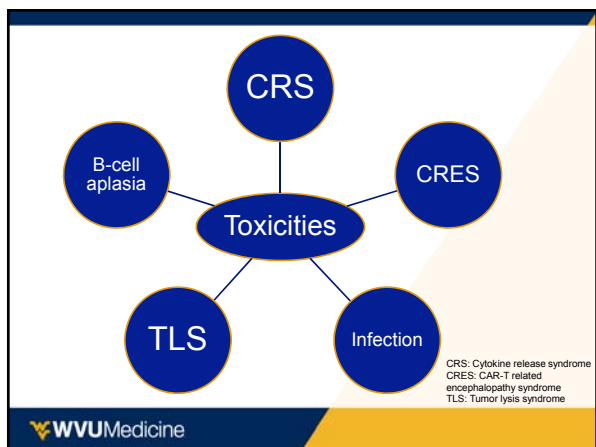 CRS
B-cell
aplasia
CRES
Toxicities
TLS
Infection
CRS: Cytokine release syndrome
CRES: CAR-T related
encephalopathy syndrome
TLS: Tumor lysis syndrome
WVUMedicine